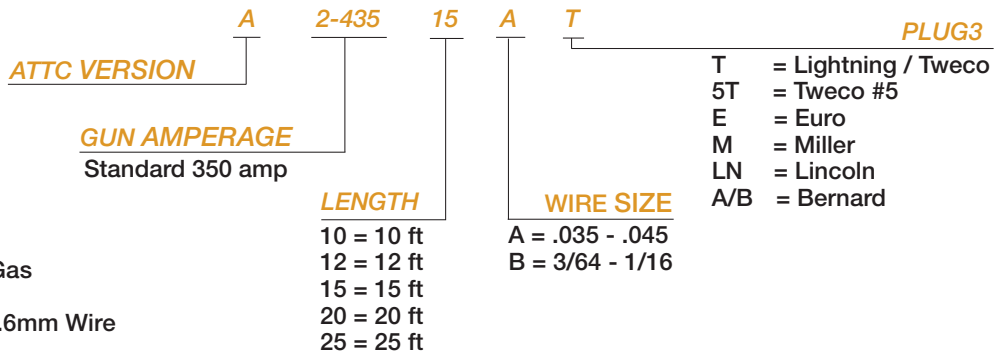 A 2-435 15 A T
PLUG3
ATTC VERSION
T = Lightning / Tweco
5T = Tweco #5
E = Euro
M = Miller
LN = Lincoln
A/B = Bernard
GUN AMPERAGE
Standard 350 amp
LENGTH
10 = 10 ft
12 = 12 ft
15 = 15 ft
20 = 20 ft
25 = 25 ft
WIRE SIZE
A = .035 - .045
B = 3/64 - 1/16
Gas
.6mm Wire